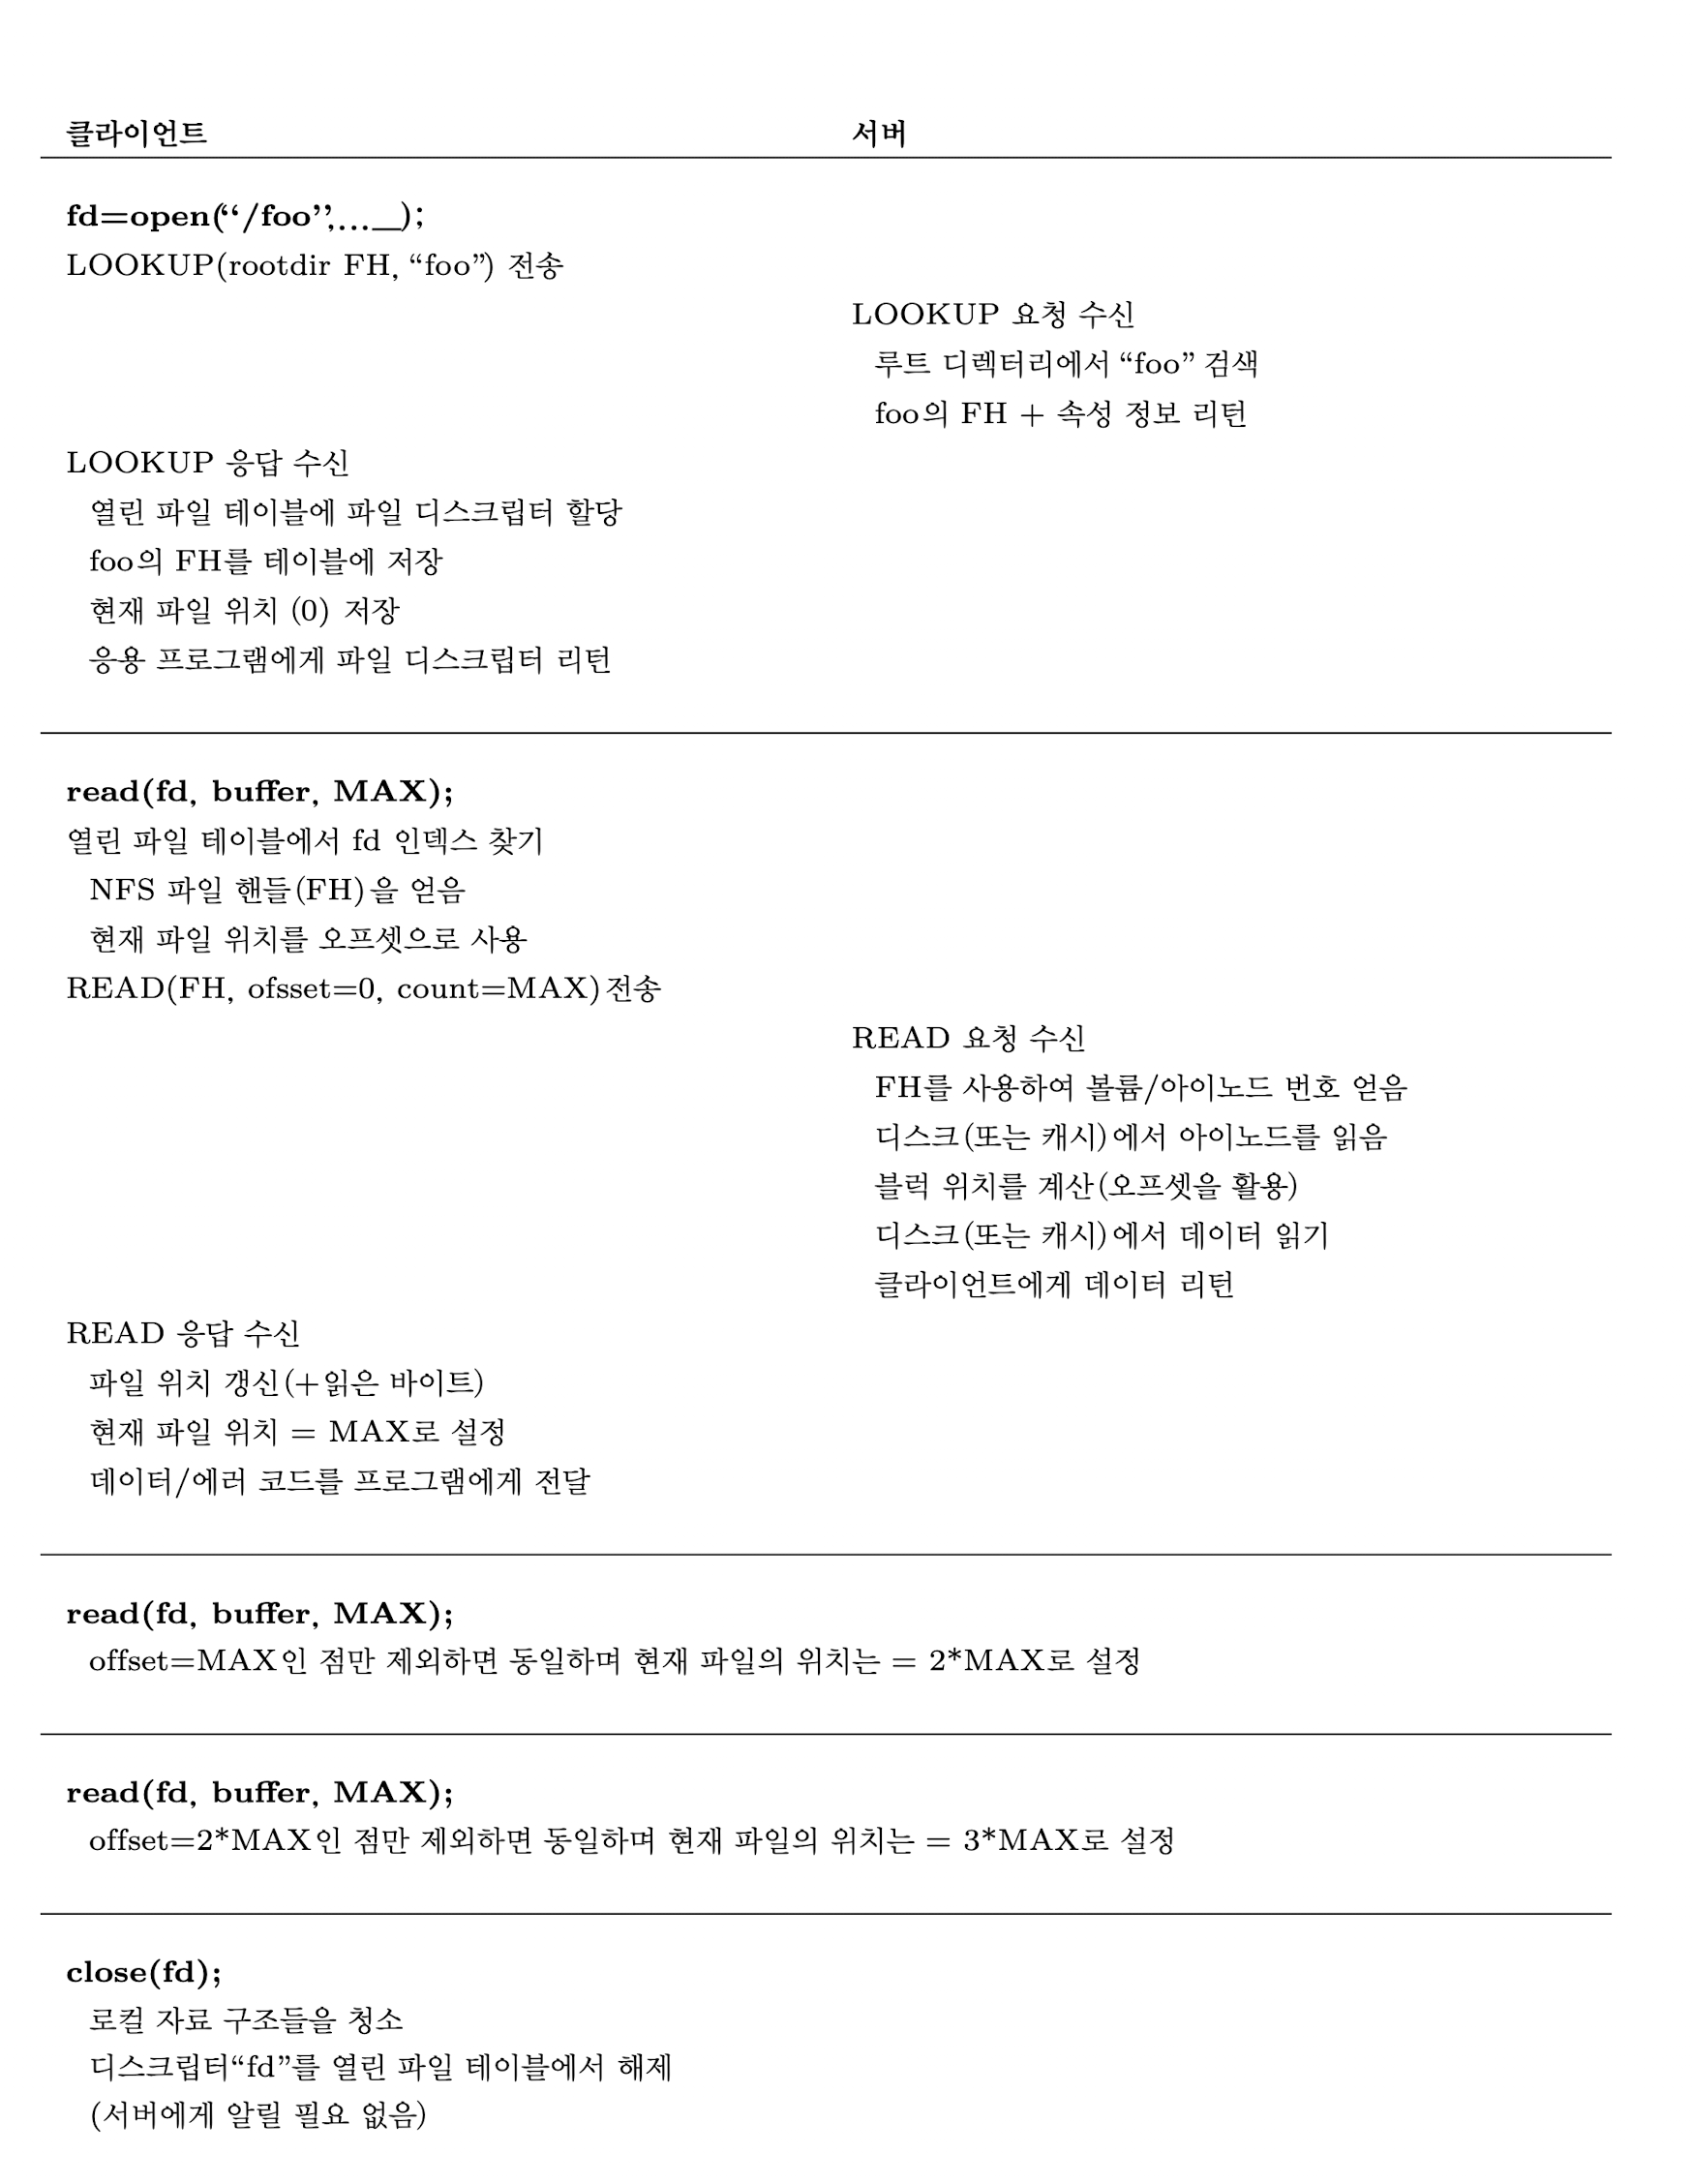 클라이언트 서버
fd=open(“/foo”,..._);
LOOKUP(rootdir FH, “foo”) 전송
LOOKUP 요청 수신
루트 디렉터리에서 “foo” 검색
foo의 FH + 속성 정보 리턴
LOOKUP 응답 수신
열린 파일 테이블에 파일 디스크립터 할당
foo의 FH를 테이블에 저장
현재 파일 위치 (0) 저장
응용 프로그램에게 파일 디스크립터 리턴
read(fd, buffer, MAX);
열린 파일 테이블에서 fd 인덱스 찾기
NFS 파일 핸들(FH)을 얻음
현재 파일 위치를 오프셋으로 사용
READ(FH, ofsset=0, count=MAX)전송
READ 요청 수신
FH를 사용하여 볼륨/아이노드 번호 얻음
디스크(또는 캐시)에서 아이노드를 읽음
블럭 위치를 계산(오프셋을 활용)
디스크(또는 캐시)에서 데이터 읽기
클라이언트에게 데이터 리턴
READ 응답 수신
파일 위치 갱신(+읽은 바이트)
현재 파일 위치 = MAX로 설정
데이터/에러 코드를 프로그램에게 전달
read(fd, buffer, MAX);
offset=MAX인 점만 제외하면 동일하며 현재 파일의 위치는 = 2*MAX로 설정
read(fd, buffer, MAX);
offset=2*MAX인 점만 제외하면 동일하며 현재 파일의 위치는 = 3*MAX로 설정
close(fd);
로컬 자료 구조들을 청소
디스크립터“fd”를 열린 파일 테이블에서 해제
(서버에게 알릴 필요 없음)